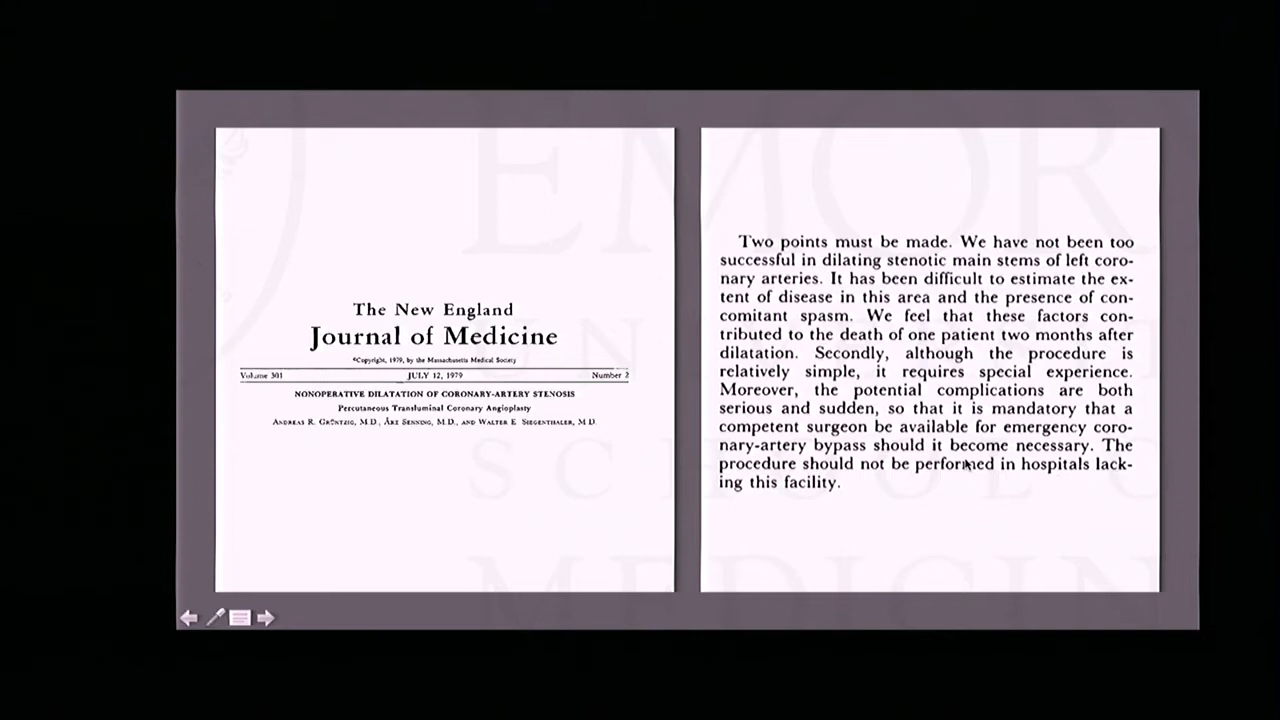 The New England
Journal of Medicine
©Copyright, 1979, by the Massachusetts Medical Society
Volume 301 JULY 12, 1979 Number 2
NONOPERATIVE DILATATION OF CORONARY-ARTERY STENOSIS
Percutaneous Transluminal Coronary Angioplasty
ANDREAS R. GRÜNTZIG, M.D., ÅKE SENNING, M.D., AND WALTER E. SIEGENTHALER, M.D.
Two points must be made. We have not been too
successful in dilating stenotic main stems of left coro-
nary arteries. It has been difficult to estimate the ex-
tent of disease in this area and the presence of con-
comitant spasm. We feel that these factors con-
tributed to the death of one patient two months after
dilatation. Secondly, although the procedure is
relatively simple, it requires special experience.
Moreover, the potential complications are both
serious and sudden, so that it is mandatory that a
competent surgeon be available for emergency coro-
nary-artery bypass should it become necessary. The
procedure should not be performed in hospitals lack-
ing this facility.
EMOR
SCHOOL O
MEDICIN